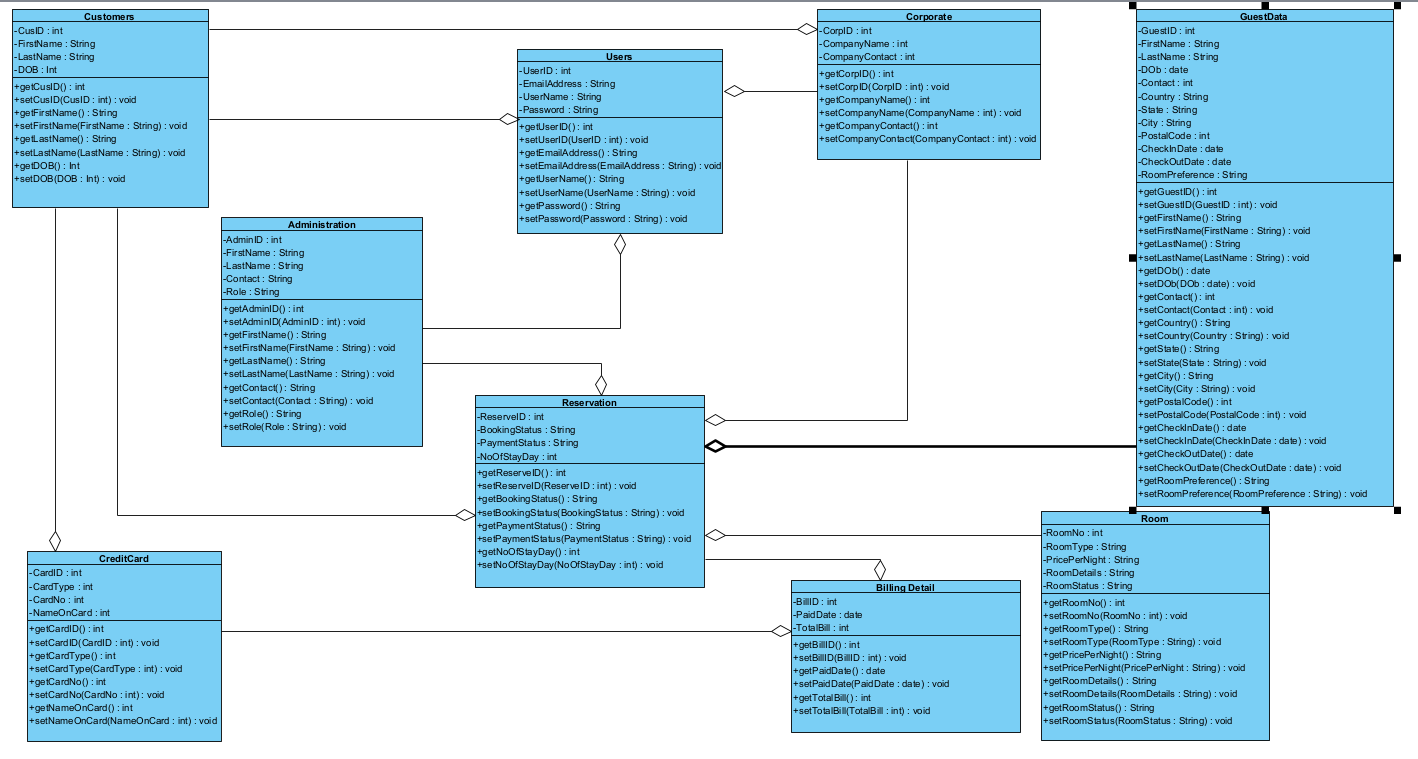 Customers
-CusID : int
-FirstName : String
-LastName : String
-DOB : Int
+getCusID() : int
+setCusID(CusID : int) : void
+getFirstName() : String
+setFirstName(FirstName : String) : void
+getLastName() : String
+setLastName(LastName : String) : void
+getDOB() : Int
+setDOB(DOB : Int) : void
Users
-UserID : int
-EmailAddress : String
-UserName : String
-Password : String
+getUserID() : int
+setUserID(UserID : int) : void
+getEmailAddress() : String
+setEmailAddress(EmailAddress : String) : void
+getUserName() : String
+setUserName(UserName : String) : void
+getPassword() : String
+setPassword(Password : String) : void
Corporate
-CorpID : int
-CompanyName : int
-CompanyContact : int
+getCorpID() : int
+setCorpID(CorpID : int) : void
+getCompanyName() : int
+setCompanyName(CompanyName : int) : void
+getCompanyContact() : int
+setCompanyContact(CompanyContact : int) : void
GuestData
-GuestID : int
-FirstName : String
-LastName : String
-DOb : date
-Contact : int
-Country : String
-State : String
-City : String
-PostalCode : int
-CheckInDate : date
-CheckOutDate : date
-RoomPreference : String
+getGuestID() : int
+setGuestID(GuestID : int) : void
+getFirstName() : String
+setFirstName(FirstName : String) : void
+getLastName() : String
+setLastName(LastName : String) : void
+getDOb() : date
+setDOb(DOb : date) : void
+getContact() : int
+setContact(Contact : int) : void
+getCountry() : String
+setCountry(Country : String) : void
+getState() : String
+setState(State : String) : void
+getCity() : String
+setCity(City : String) : void
+getPostalCode() : int
+setPostalCode(PostalCode : int) : void
+getCheckInDate() : date
+setCheckInDate(CheckInDate : date) : void
+getCheckOutDate() : date
+setCheckOutDate(CheckOutDate : date) : void
+getRoomPreference() : String
+setRoomPreference(RoomPreference : String) : void
Administration
-AdminID : int
-FirstName : String
-LastName : String
-Contact : String
-Role : String
+getAdminID() : int
+setAdminID(AdminID : int) : void
+getFirstName() : String
+setFirstName(FirstName : String) : void
+getLastName() : String
+setLastName(LastName : String) : void
+getContact() : String
+setContact(Contact : String) : void
+getRole() : String
+setRole(Role : String) : void
Reservation
-ReserveID : int
-BookingStatus : String
-PaymentStatus : String
-NoOfStayDay : int
+getReserveID() : int
+setReserveID(ReserveID : int) : void
+getBookingStatus() : String
+setBookingStatus(BookingStatus : String) : void
+getPaymentStatus() : String
+setPaymentStatus(PaymentStatus : String) : void
+getNoOfStayDay() : int
+setNoOfStayDay(NoOfStayDay : int) : void
CreditCard
-CardID : int
-CardType : int
-CardNo : int
-NameOnCard : int
+getCardID() : int
+setCardID(CardID : int) : void
+getCardType() : int
+setCardType(CardType : int) : void
+getCardNo() : int
+setCardNo(CardNo : int) : void
+getNameOnCard() : int
+setNameOnCard(NameOnCard : int) : void
Billing Detail
-BillID : int
-PaidDate : date
-TotalBill : int
+getBillID() : int
+setBillID(BillID : int) : void
+getPaidDate() : date
+setPaidDate(PaidDate : date) : void
+getTotalBill() : int
+setTotalBill(TotalBill : int) : void
Room
-RoomNo : int
-RoomType : String
-PricePerNight : String
-RoomDetails : String
-RoomStatus : String
+getRoomNo() : int
+setRoomNo(RoomNo : int) : void
+getRoomType() : String
+setRoomType(RoomType : String) : void
+getPricePerNight() : String
+setPricePerNight(PricePerNight : String) : void
+getRoomDetails() : String
+setRoomDetails(RoomDetails : String) : void
+getRoomStatus() : String
+setRoomStatus(RoomStatus : String) : void